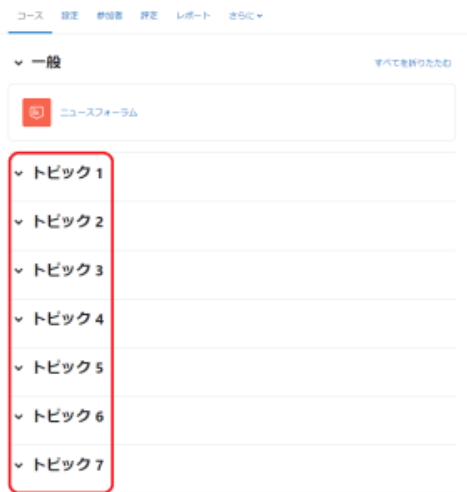 コース 設定 参加者 評定 レポート さらに
一般 すべてを折りたたむ
ニュースフォーラム
トピック 1
トピック 2
トピック 3
トピック 4
トピック 5
トピック 6
トピック 7